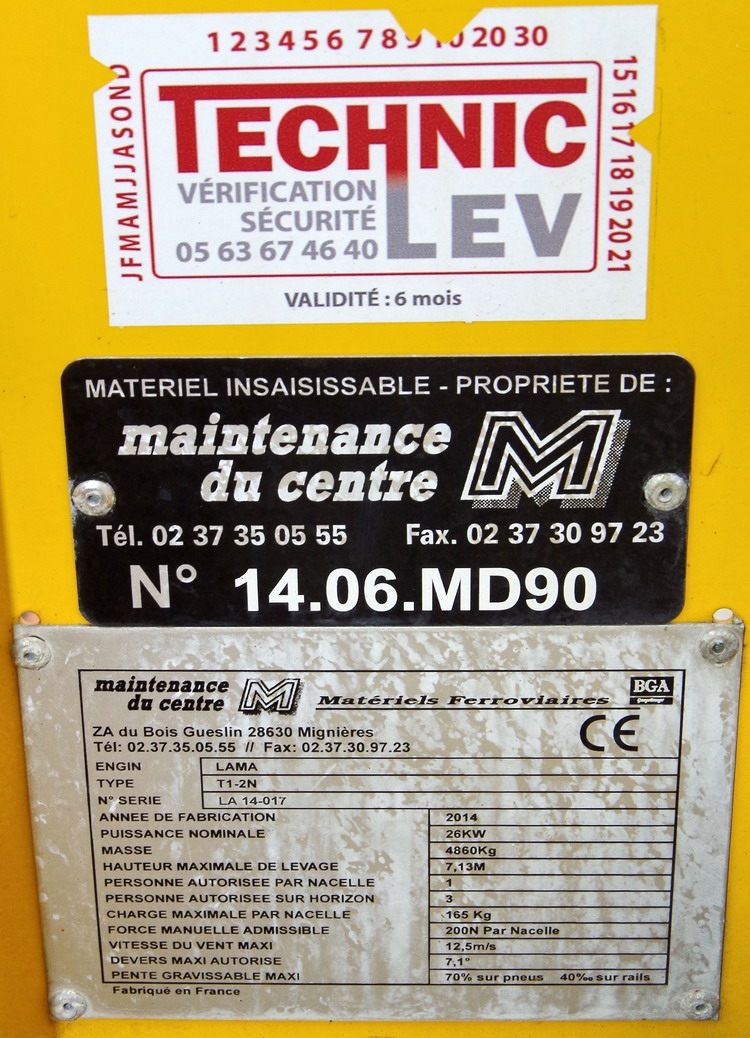 1 2 3 4 5 6 7 8 9 10 20 30
J F M A M J J A S O N D
15 16 17 18 19 20 21
TECHNIC
LEV
VÉRIFICATION
SÉCURITÉ
05 63 67 46 40
VALIDITÉ : 6 mois
MATERIEL INSAISISSABLE - PROPRIETE DE :
maintenance
du centre
M
Tél. 02 37 35 05 55 Fax. 02 37 30 97 23
N° 14.06.MD90
maintenance
du centre
M
Matériels Ferroviaires
BGA
CE
ZA du Bois Gueslin 28630 Mignières
Tél: 02.37.35.05.55 // Fax: 02.37.30.97.23
ENGIN LAMA
TYPE T1-2N
N° SERIE LA 14-017
ANNEE DE FABRICATION 2014
PUISSANCE NOMINALE 26KW
MASSE 4860Kg
HAUTEUR MAXIMALE DE LEVAGE 7,13M
PERSONNE AUTORISEE PAR NACELLE 1
PERSONNE AUTORISEE SUR HORIZON 3
CHARGE MAXIMALE PAR NACELLE 165 Kg
FORCE MANUELLE ADMISSIBLE 200N Par Nacelle
VITESSE DU VENT MAXI 12,5m/s
DEVERS MAXI AUTORISE 7,1°
PENTE GRAVISSABLE MAXI 70% sur pneus 40‰ sur rails
Fabriqué en France